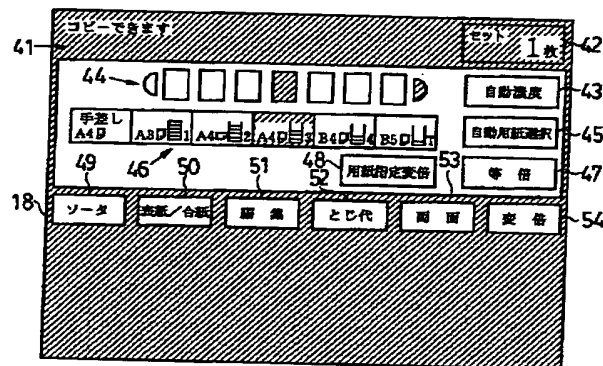 コピーできます
セット
1枚
41
42
44
自動濃度
43
手差し
A4
A3 1
A4 2
A4 3
B4 4
B5
自動用紙選択
45
46
48
用紙指定変倍
等倍
47
49
50
51
52
53
18
ソータ
表紙/合紙
編集
とじ代
両面
変倍
54